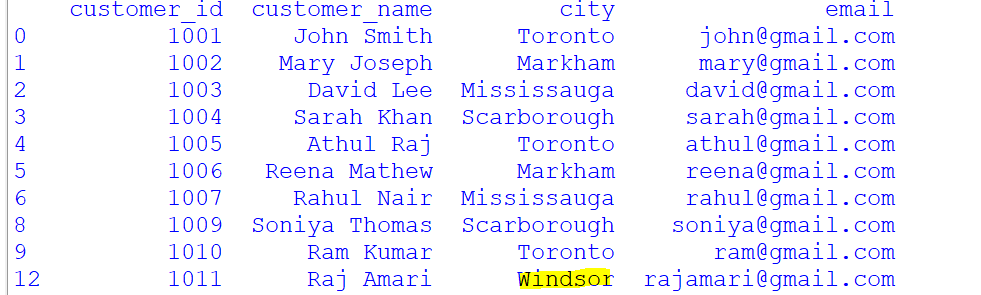 customer_id customer_name city email
0 1001 John Smith Toronto john@gmail.com
1 1002 Mary Joseph Markham mary@gmail.com
2 1003 David Lee Mississauga david@gmail.com
3 1004 Sarah Khan Scarborough sarah@gmail.com
4 1005 Athul Raj Toronto athul@gmail.com
5 1006 Reena Mathew Markham reena@gmail.com
6 1007 Rahul Nair Mississauga rahul@gmail.com
8 1009 Soniya Thomas Scarborough soniya@gmail.com
9 1010 Ram Kumar Toronto ram@gmail.com
12 1011 Raj Amari Windsor rajamari@gmail.com